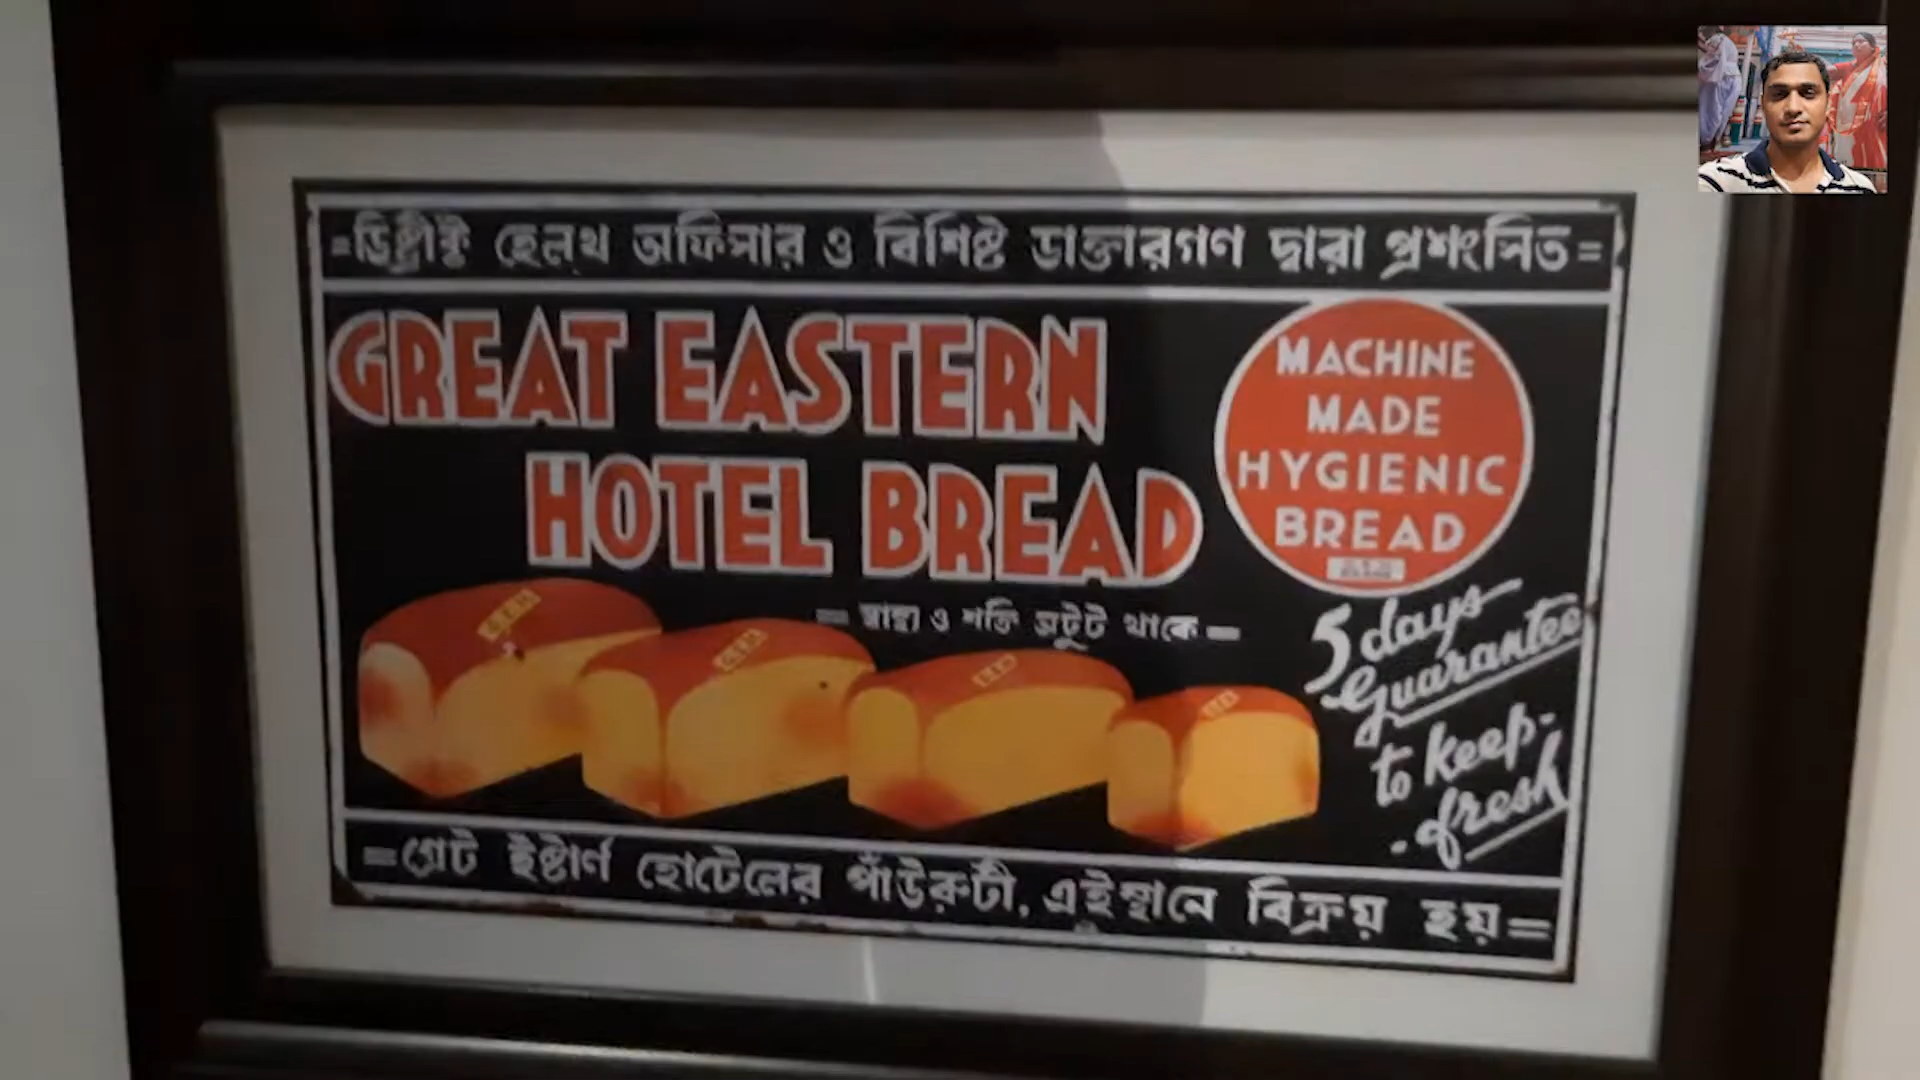 =ডিষ্ট্রীক্ট হেলথ অফিসার ও বিশিষ্ট ডাক্তারগণ দ্বারা প্রশংসিত=
GREAT EASTERN
HOTEL BREAD
MACHINE
MADE
HYGIENIC
BREAD
= স্বাস্থ্য ও শক্তি অটুট থাকে =
5 days
Guarantee
to keep-
-fresh
=গ্রেট ইষ্টার্ণ হোটেলের পাঁউরুটী, এইস্থানে বিক্রয় হয়=